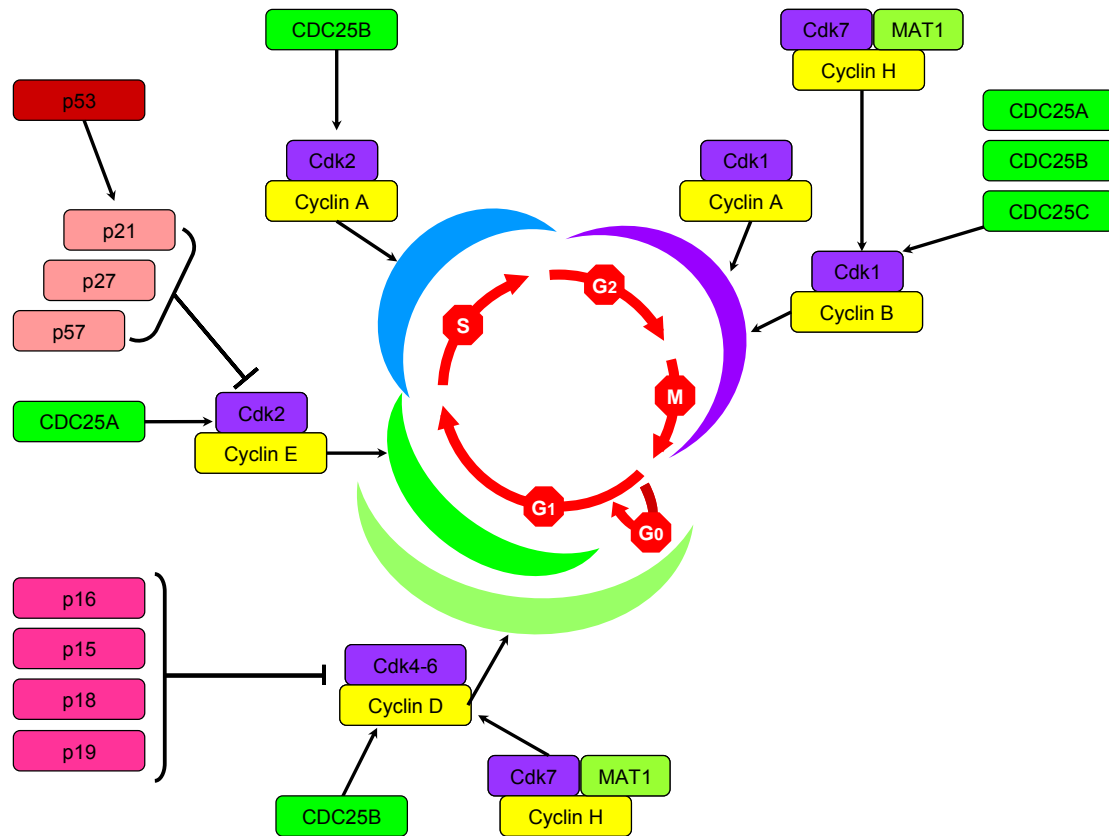 CDC25B
Cdk7
MAT1
Cyclin H
p53
CDC25A
CDC25B
CDC25C
Cdk2
Cyclin A
Cdk1
Cyclin A
p21
p27
p57
Cdk1
Cyclin B
G2
S
M
CDC25A
Cdk2
Cyclin E
G1
G0
p16
p15
p18
p19
Cdk4-6
Cyclin D
CDC25B
Cdk7
MAT1
Cyclin H